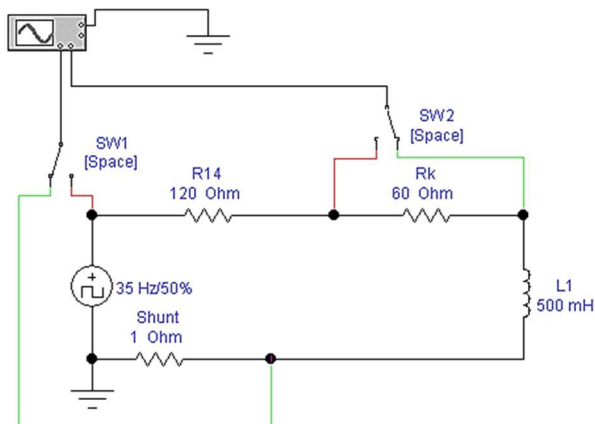 SW1
[Space]
SW2
[Space]
R14
120 Ohm
Rk
60 Ohm
35 Hz/50%
L1
500 mH
Shunt
1 Ohm